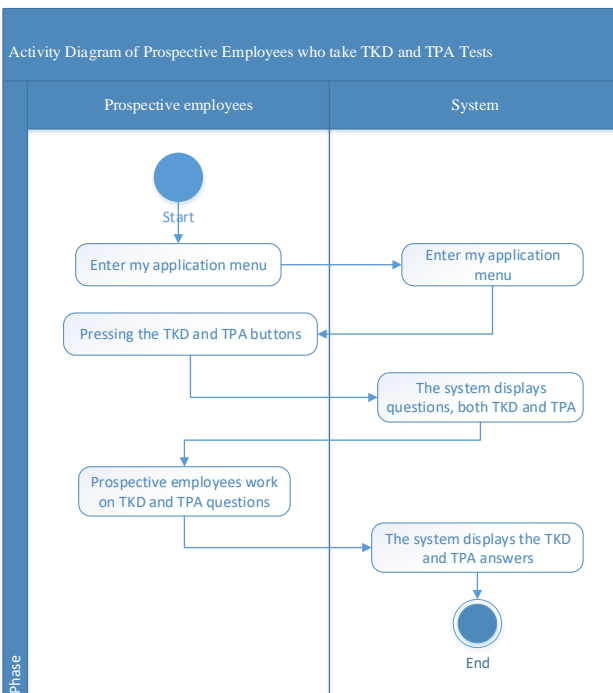 Activity Diagram of Prospective Employees who take TKD and TPA Tests
Prospective employees
System
Start
Enter my application menu
Enter my application
menu
Pressing the TKD and TPA buttons
The system displays
questions, both TKD and TPA
Prospective employees work
on TKD and TPA questions
The system displays the TKD
and TPA answers
End
Phase